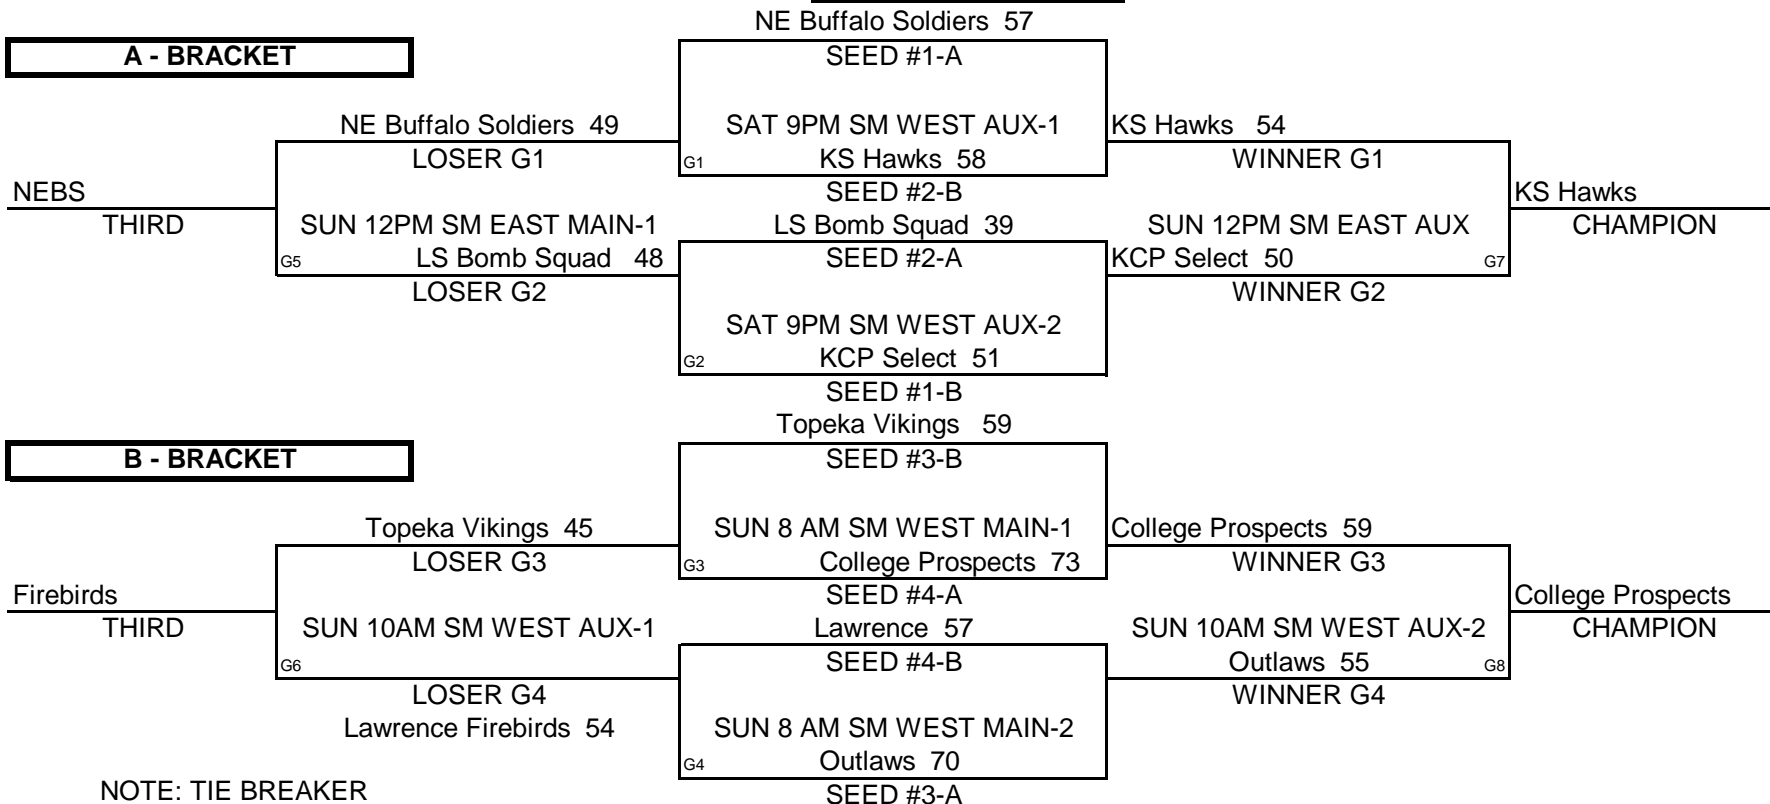 NE Buffalo Soldiers 57
A - BRACKET
SEED #1-A
NE Buffalo Soldiers 49
SAT 9PM SM WEST AUX-1
KS Hawks 54
LOSER G1
G1
KS Hawks 58
WINNER G1
NEBS
SEED #2-B
KS Hawks
THIRD
SUN 12PM SM EAST MAIN-1
LS Bomb Squad 39
SUN 12PM SM EAST AUX
CHAMPION
G5
LS Bomb Squad 48
SEED #2-A
KCP Select 50
G7
LOSER G2
WINNER G2
SAT 9PM SM WEST AUX-2
G2
KCP Select 51
SEED #1-B
Topeka Vikings 59
B - BRACKET
SEED #3-B
Topeka Vikings 45
SUN 8 AM SM WEST MAIN-1
College Prospects 59
LOSER G3
G3
College Prospects 73
WINNER G3
Firebirds
SEED #4-A
College Prospects
THIRD
SUN 10AM SM WEST AUX-1
Lawrence 57
SUN 10AM SM WEST AUX-2
CHAMPION
G6
SEED #4-B
Outlaws 55
G8
LOSER G4
WINNER G4
Lawrence Firebirds 54
SUN 8 AM SM WEST MAIN-2
G4
Outlaws 70
NOTE: TIE BREAKER
SEED #3-A